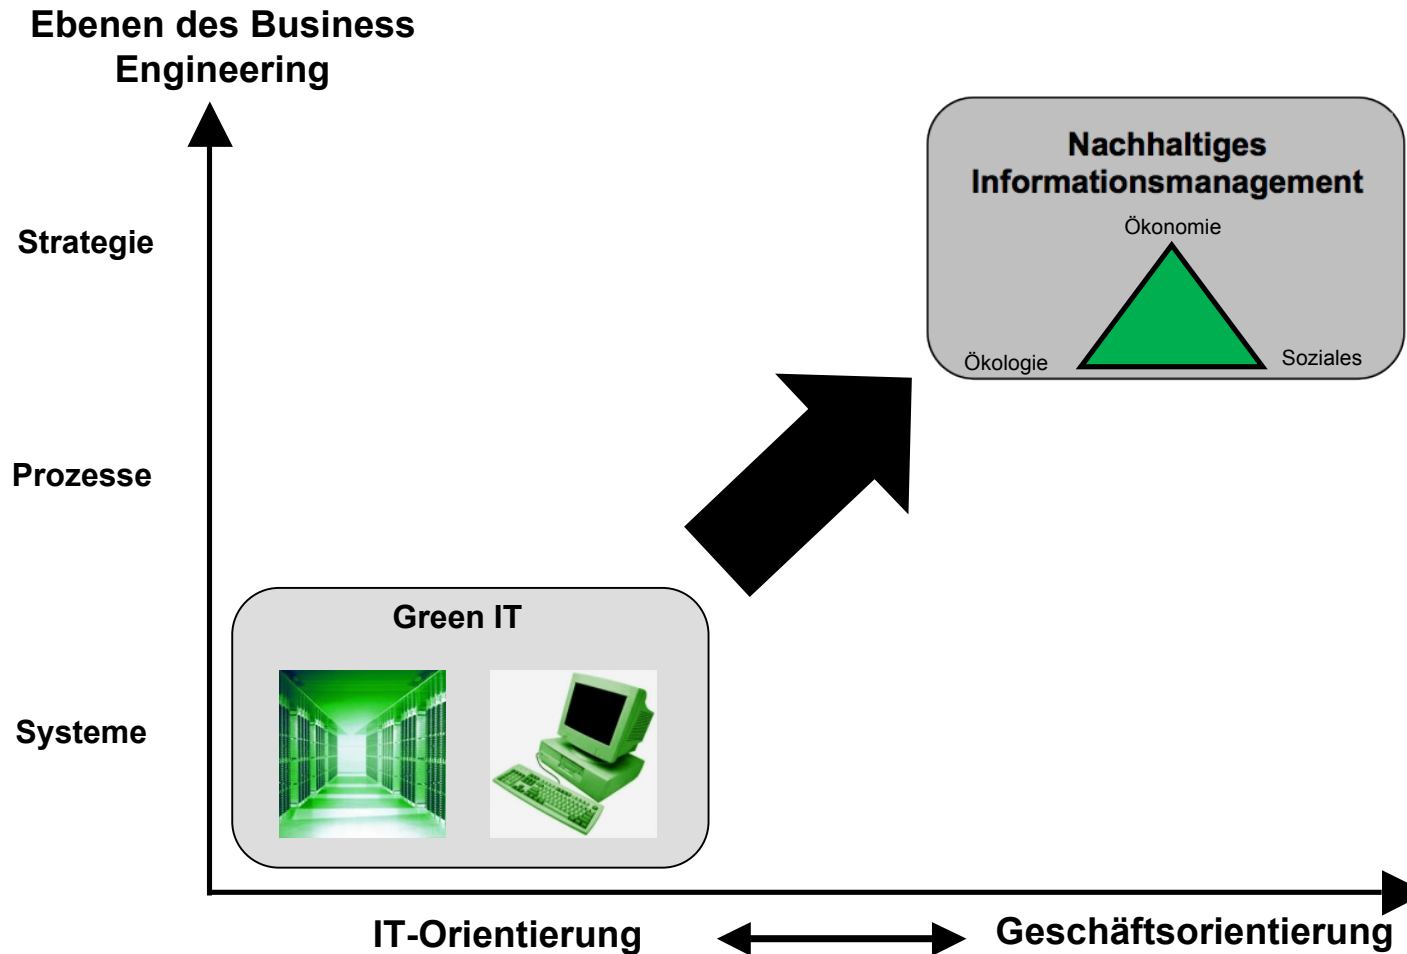 Ebenen des Business
Engineering
Nachhaltiges
Informationsmanagement
Ökonomie
Strategie
Ökologie
Soziales
Prozesse
Green IT
Systeme
IT-Orientierung
Geschäftsorientierung